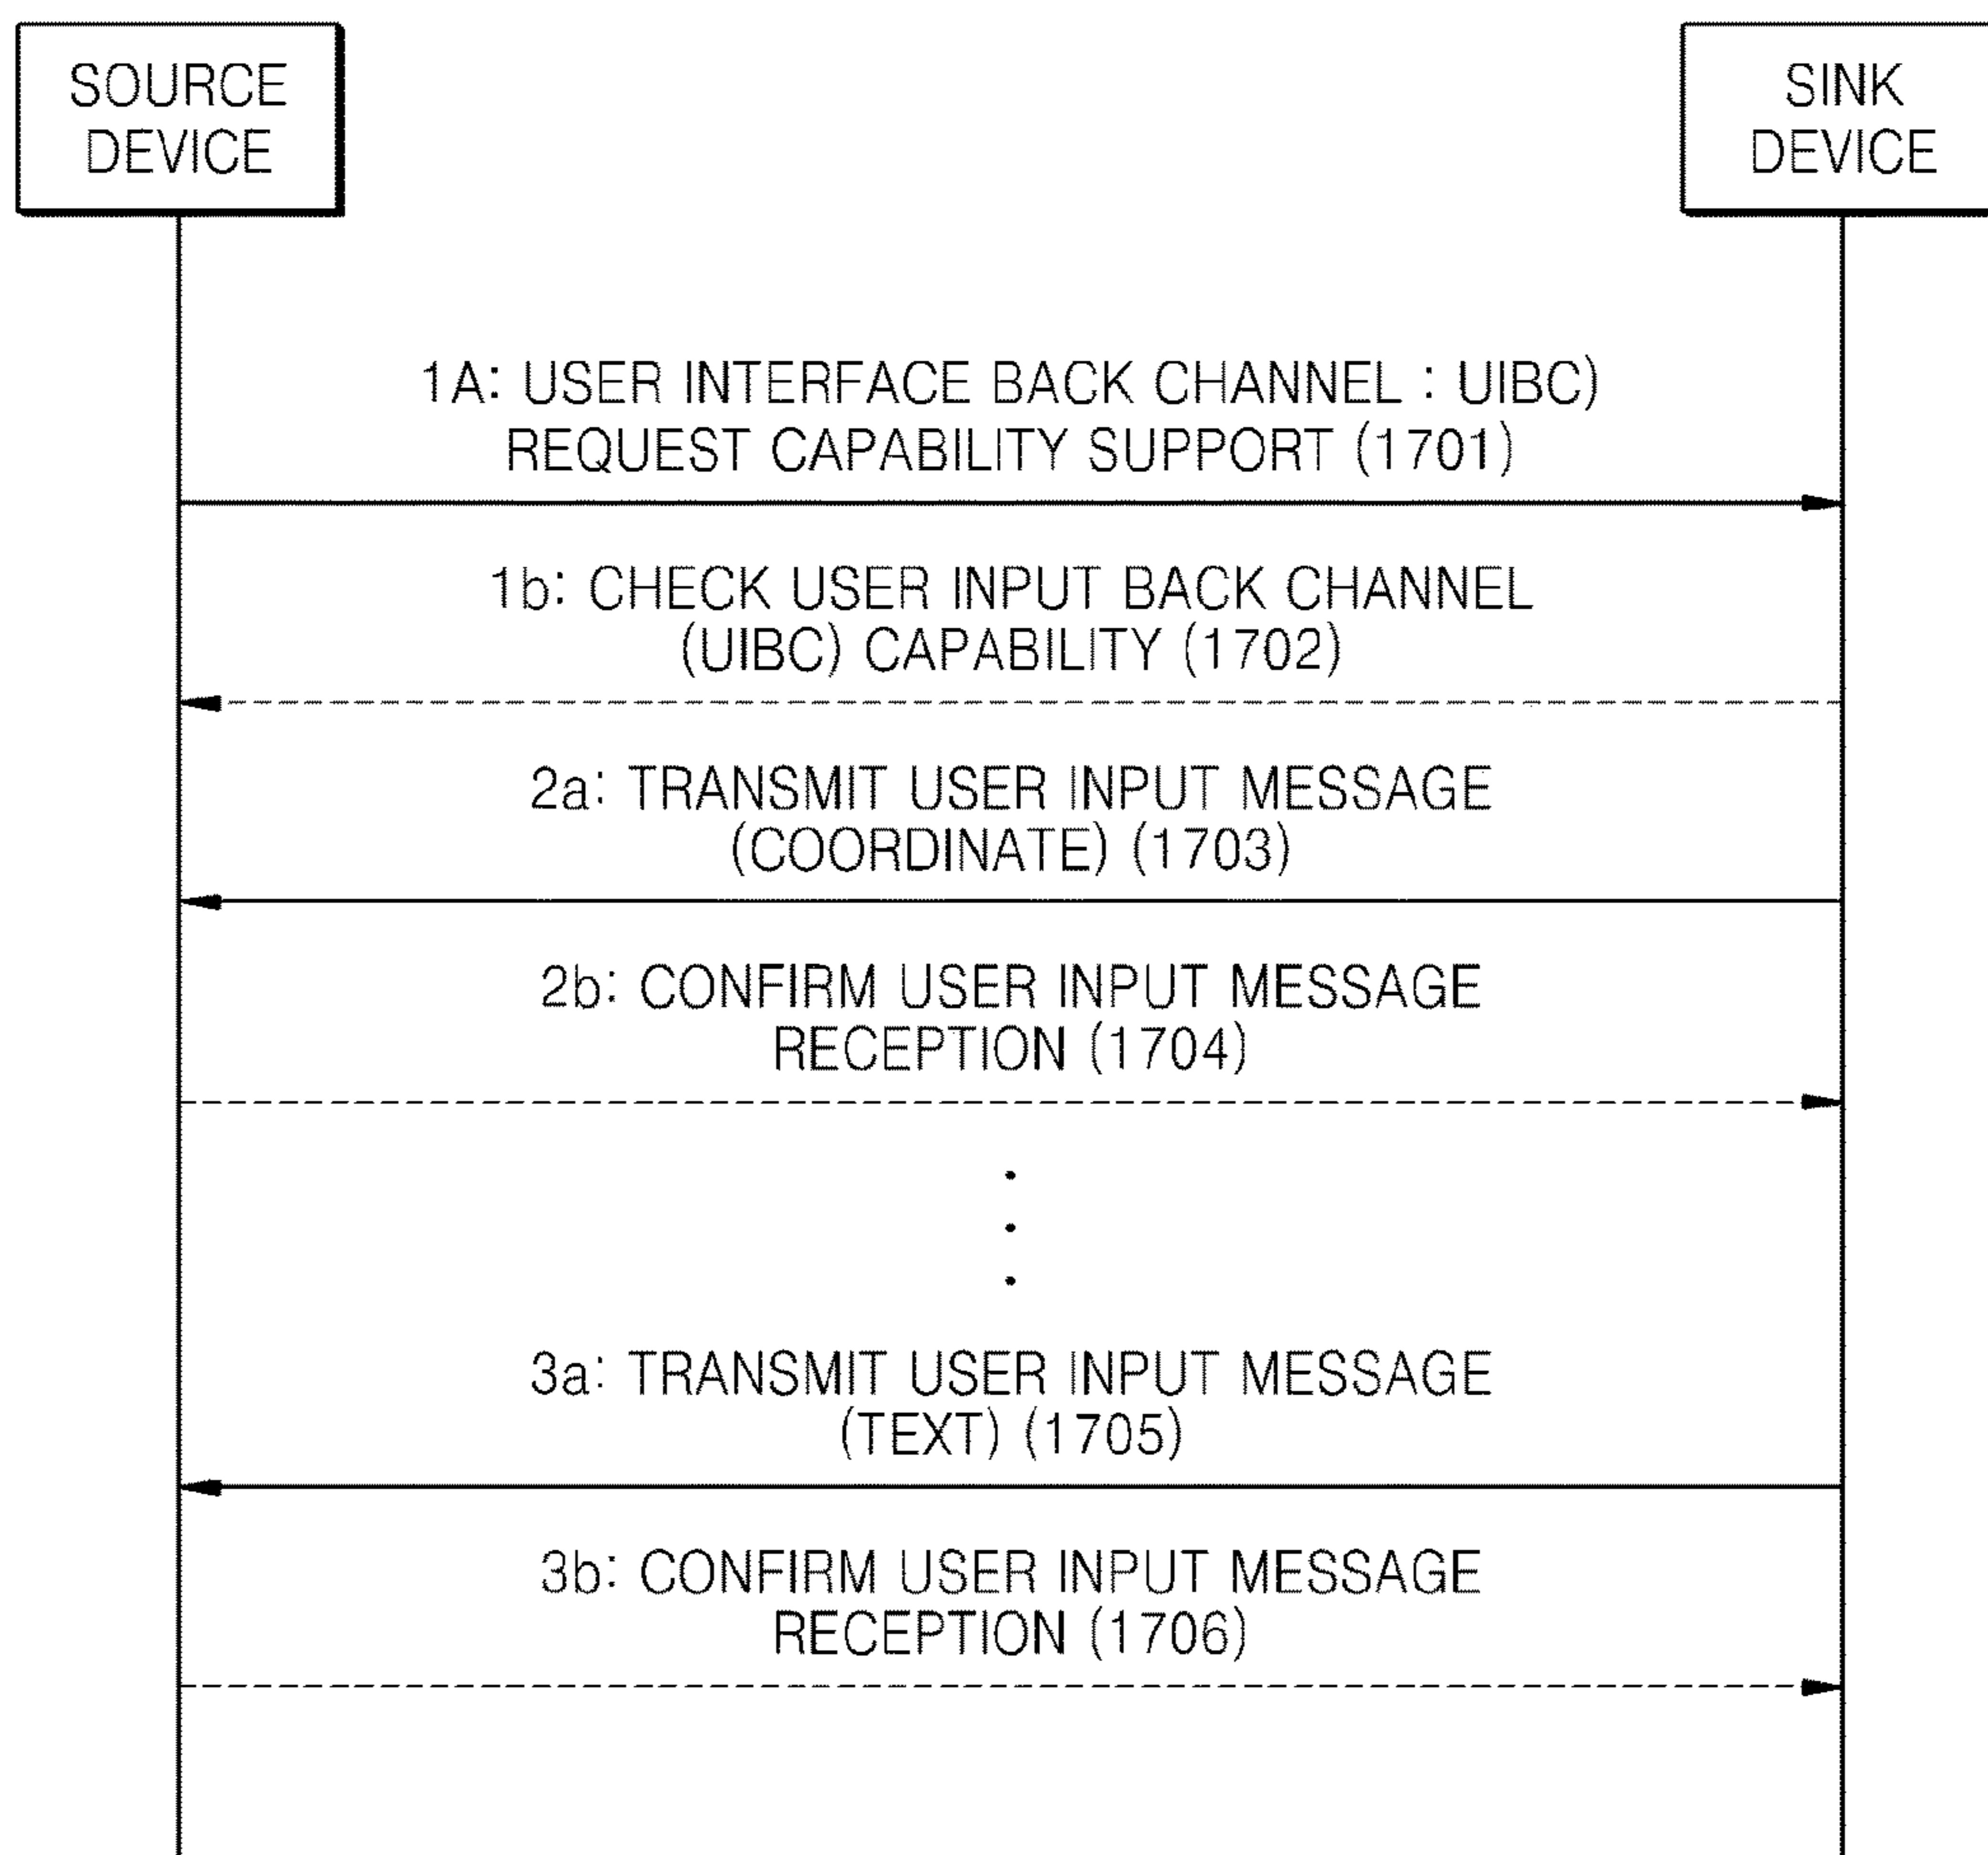 SOURCE
DEVICE
SINK
DEVICE
1A: USER INTERFACE BACK CHANNEL : UIBC)
REQUEST CAPABILITY SUPPORT (1701)
1b: CHECK USER INPUT BACK CHANNEL
(UIBC) CAPABILITY (1702)
2a: TRANSMIT USER INPUT MESSAGE
(COORDINATE) (1703)
2b: CONFIRM USER INPUT MESSAGE
RECEPTION (1704)
3a: TRANSMIT USER INPUT MESSAGE
(TEXT) (1705)
3b: CONFIRM USER INPUT MESSAGE
RECEPTION (1706)